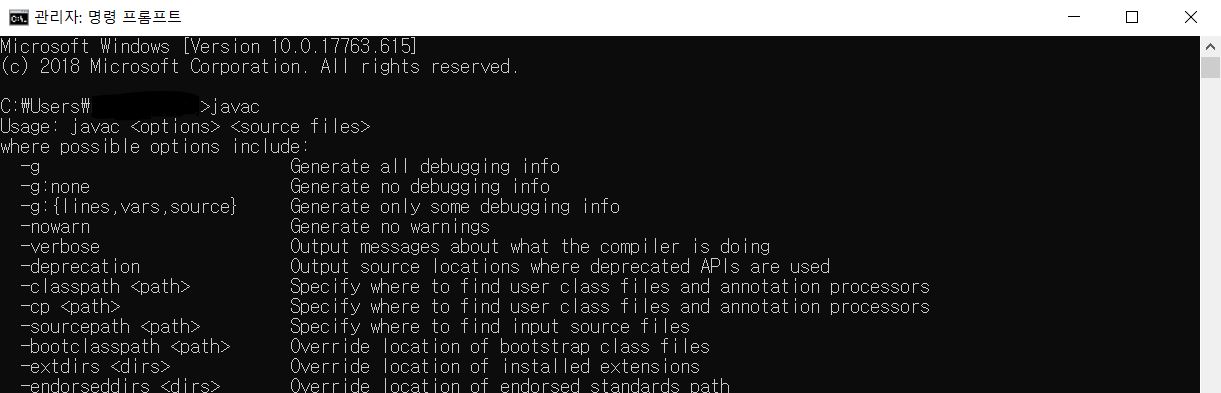 관리자: 명령 프롬프트
Microsoft Windows [Version 10.0.17763.615]
(c) 2018 Microsoft Corporation. All rights reserved.
C:₩Users₩ >javac
Usage: javac <options> <source files>
where possible options include:
-g Generate all debugging info
-g:none Generate no debugging info
-g:{lines,vars,source} Generate only some debugging info
-nowarn Generate no warnings
-verbose Output messages about what the compiler is doing
-deprecation Output source locations where deprecated APIs are used
-classpath <path> Specify where to find user class files and annotation processors
-cp <path> Specify where to find user class files and annotation processors
-sourcepath <path> Specify where to find input source files
-bootclasspath <path> Override location of bootstrap class files
-extdirs <dirs> Override location of installed extensions
-endorseddirs <dirs> Override location of endorsed standards path